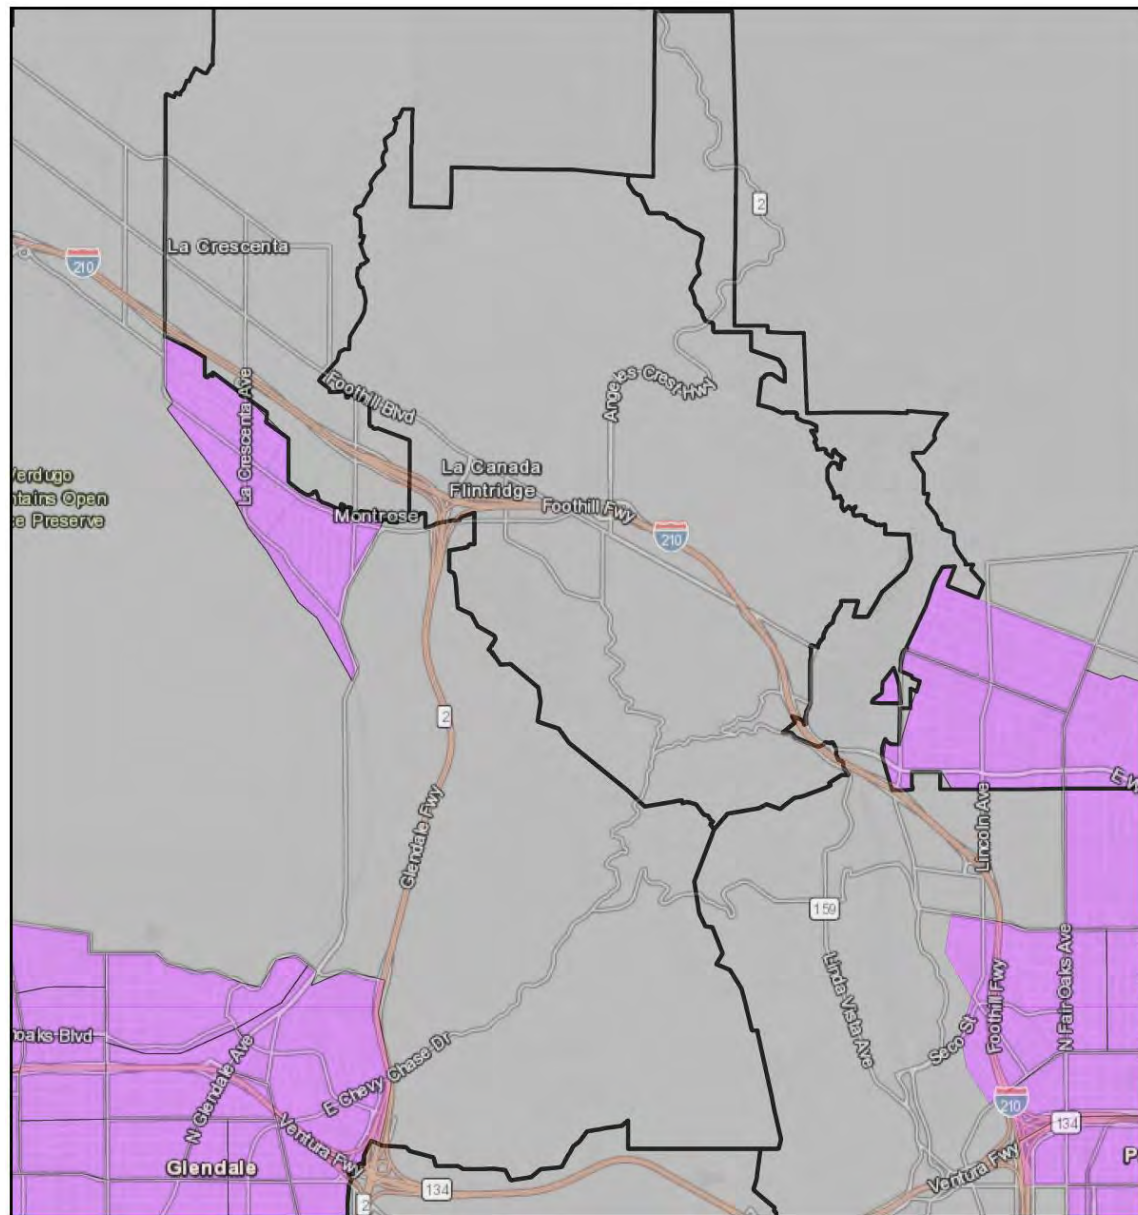 2
La Crescenta
210
Angeles Crest Hwy
La Crescenta Ave
Foothill Blvd
La Canada
Flintridge
Verdugo
ntains Open
ce Preserve
Montrose
Foothill Fwy
210
2
Glendale Fwy
Lincoln Ave
159
Linda Vista Ave
Seco St
Foothill Fwy
N Fair Oaks Ave
noaks Blvd
N Glendale Ave
E Chevy Chase Dr
Ventura Fwy
210
134
Glendale
Ventura Fwy
134
2